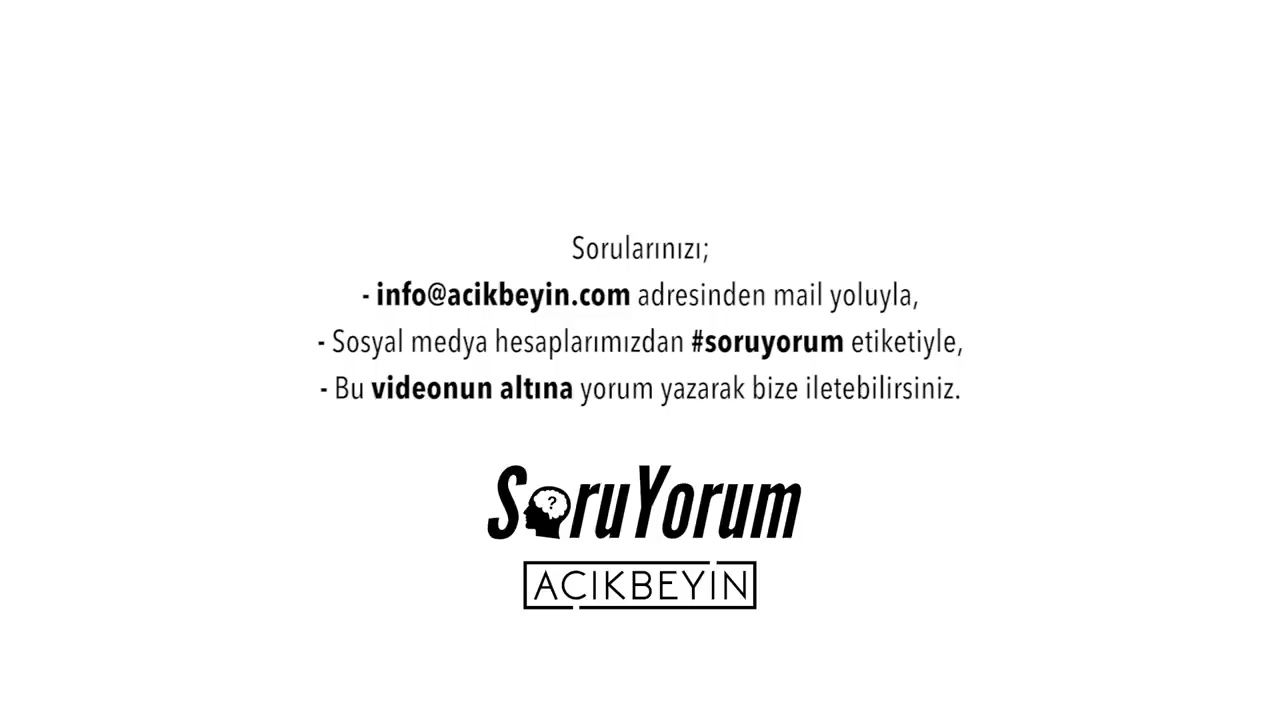 Sorularınızı;
- info@acikbeyin.com adresinden mail yoluyla,
- Sosyal medya hesaplarımızdan #soruyorum etiketiyle,
- Bu videonun altına yorum yazarak bize iletebilirsiniz.
SoruYorum
AÇIKBEYİN